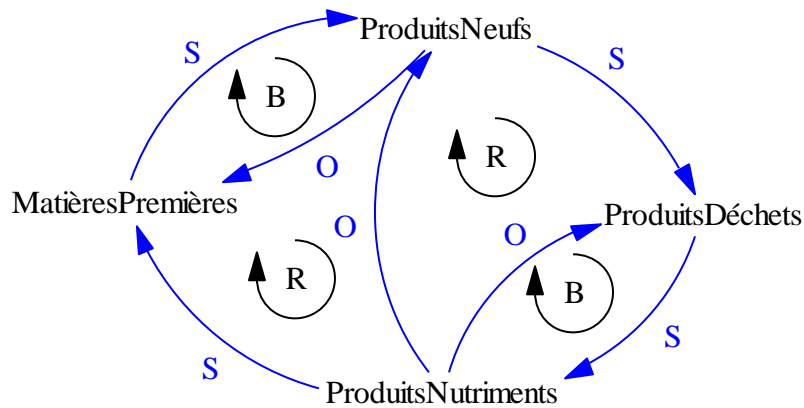 ProduitsNeufs
S
S
B
R
O
MatièresPremières
ProduitsDéchets
O
O
R
B
S
S
ProduitsNutriments